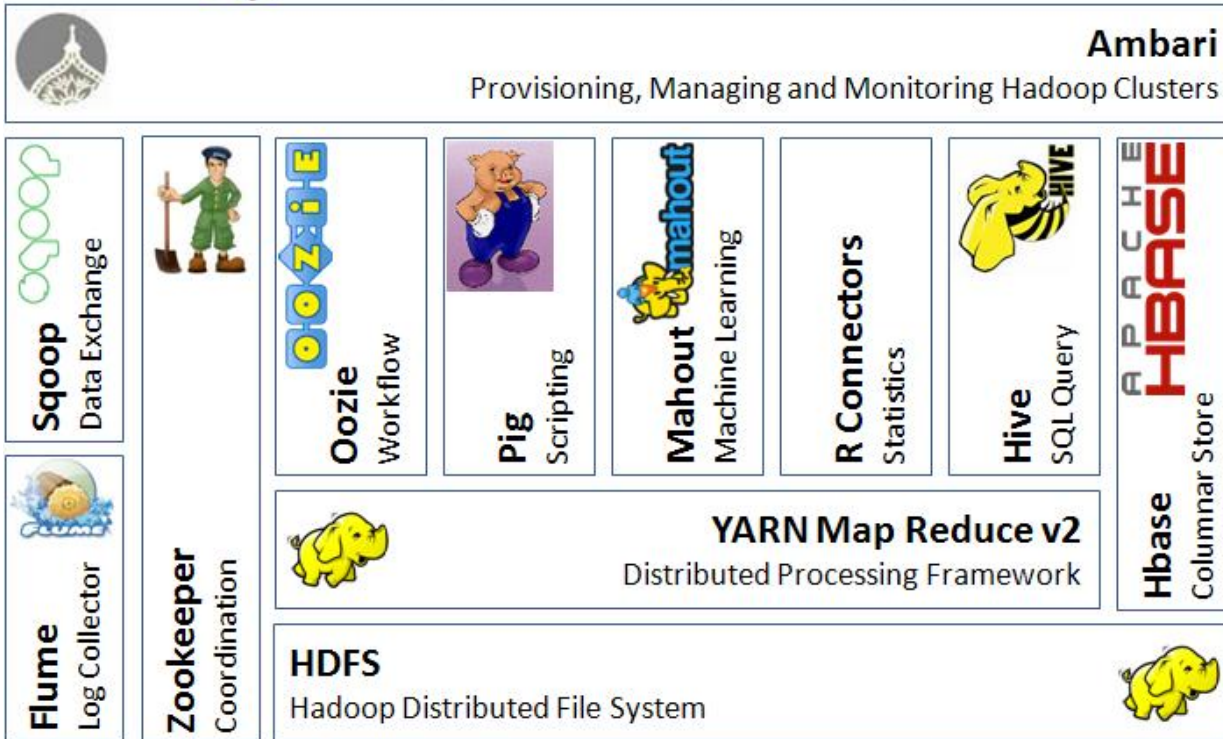 Ambari
Provisioning, Managing and Monitoring Hadoop Clusters
sqoop
Sqoop
Data Exchange
FLUME
Flume
Log Collector
Zookeeper
Coordination
OOZIE
Oozie
Workflow
Pig
Scripting
mahout
Mahout
Machine Learning
R Connectors
Statistics
HIVE
Hive
SQL Query
APACHE
HBASE
Hbase
Columnar Store
YARN Map Reduce v2
Distributed Processing Framework
HDFS
Hadoop Distributed File System